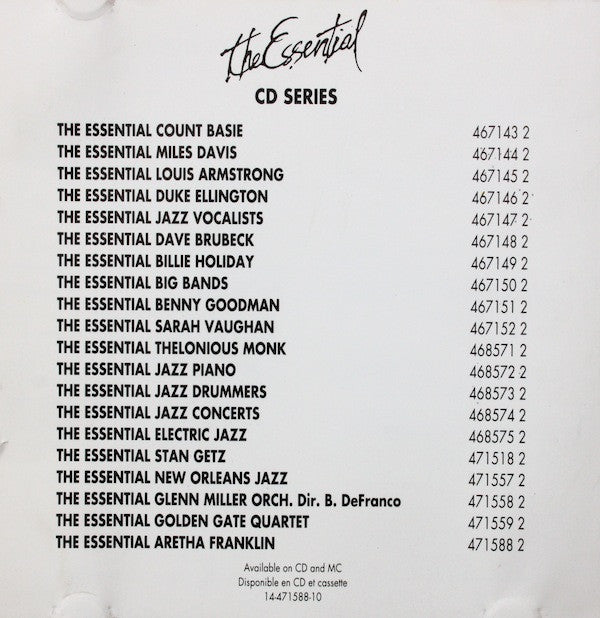 the Essential
CD SERIES
THE ESSENTIAL COUNT BASIE 467143 2
THE ESSENTIAL MILES DAVIS 467144 2
THE ESSENTIAL LOUIS ARMSTRONG 467145 2
THE ESSENTIAL DUKE ELLINGTON 467146 2
THE ESSENTIAL JAZZ VOCALISTS 467147 2
THE ESSENTIAL DAVE BRUBECK 467148 2
THE ESSENTIAL BILLIE HOLIDAY 467149 2
THE ESSENTIAL BIG BANDS 467150 2
THE ESSENTIAL BENNY GOODMAN 467151 2
THE ESSENTIAL SARAH VAUGHAN 467152 2
THE ESSENTIAL THELONIOUS MONK 468571 2
THE ESSENTIAL JAZZ PIANO 468572 2
THE ESSENTIAL JAZZ DRUMMERS 468573 2
THE ESSENTIAL JAZZ CONCERTS 468574 2
THE ESSENTIAL ELECTRIC JAZZ 468575 2
THE ESSENTIAL STAN GETZ 471518 2
THE ESSENTIAL NEW ORLEANS JAZZ 471557 2
THE ESSENTIAL GLENN MILLER ORCH. Dir. B. DeFranco 471558 2
THE ESSENTIAL GOLDEN GATE QUARTET 471559 2
THE ESSENTIAL ARETHA FRANKLIN 471588 2
Available on CD and MC
Disponible en CD et cassette
14-471588-10